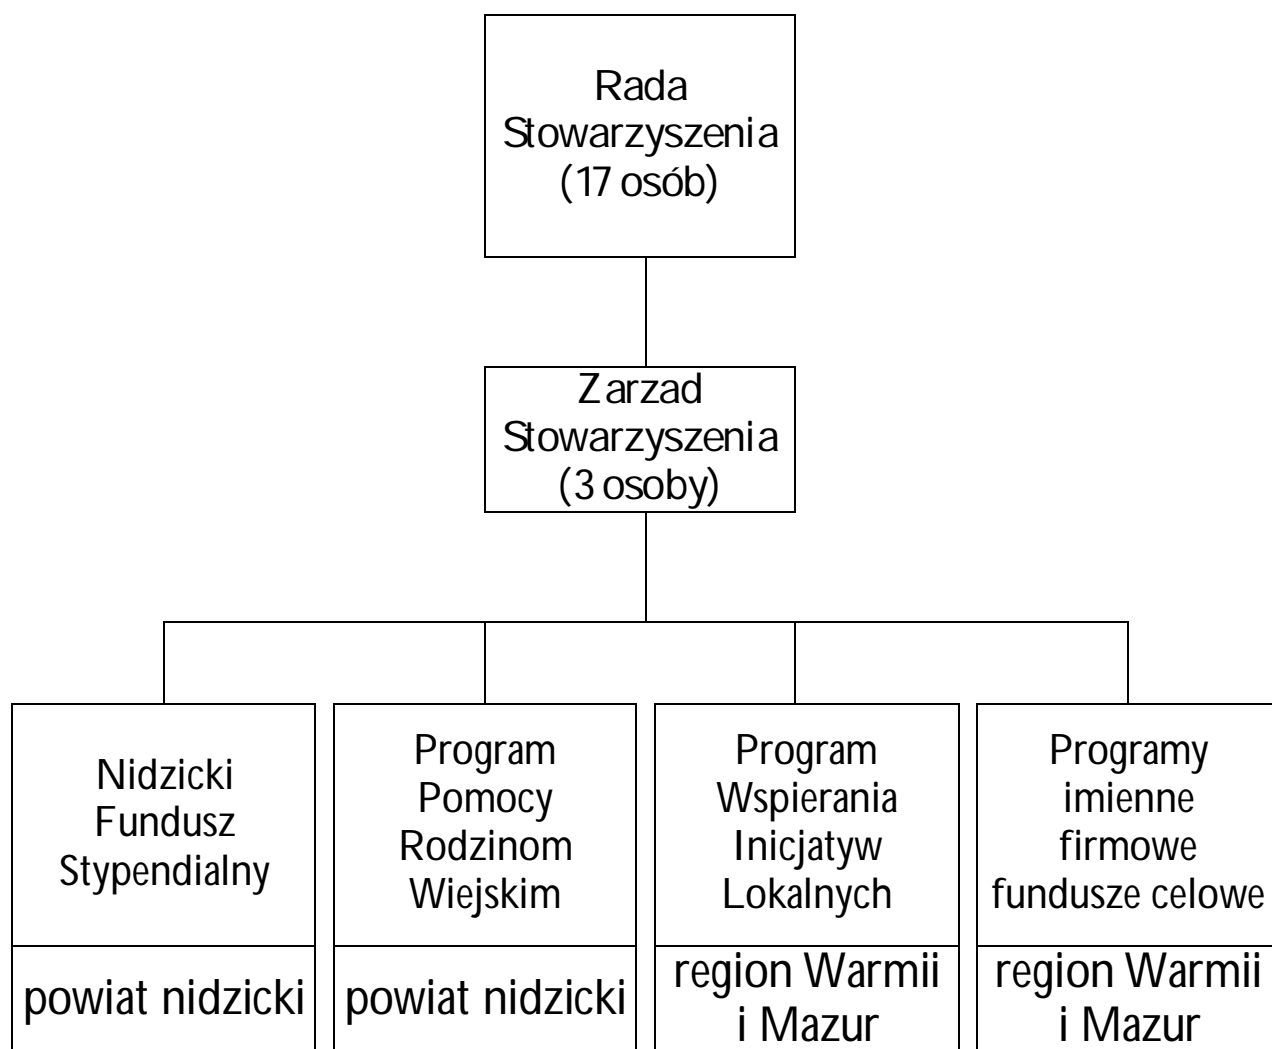 Rada
Stowarzyszenia
(17 osób)
Zarzad
Stowarzyszenia
(3 osoby)
Nidzicki
Fundusz
Stypendialny
powiat nidzicki
Program
Pomocy
Rodzinom
Wiejskim
powiat nidzicki
Program
Wspierania
Inicjatyw
Lokalnych
region Warmii
i Mazur
Programy
imienne
firmowe
fundusze celowe
region Warmii
i Mazur